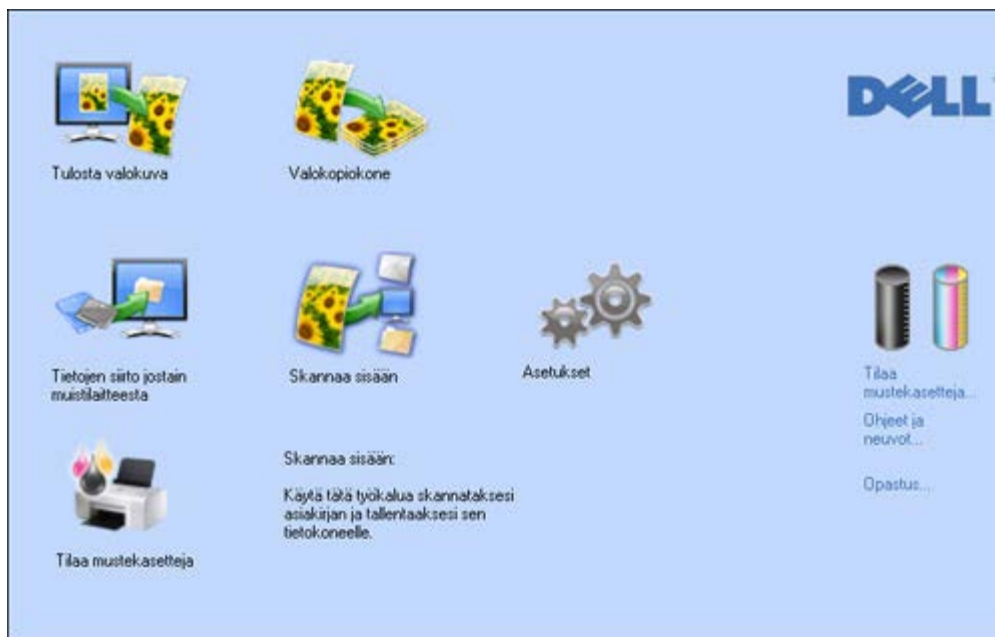 DELL
Tulosta valokuva
Valokopiokone
Tietojen siirto jostain
muistilaitteesta
Skannaa sisään
Asetukset
Tilaa
mustekasetteja...
Ohjeet ja
neuvot...
Opastus...
Tilaa mustekasetteja
Skannaa sisään:
Käytä tätä työkalua skannataksesi
asiakirjan ja tallentaaksesi sen
tietokoneelle.